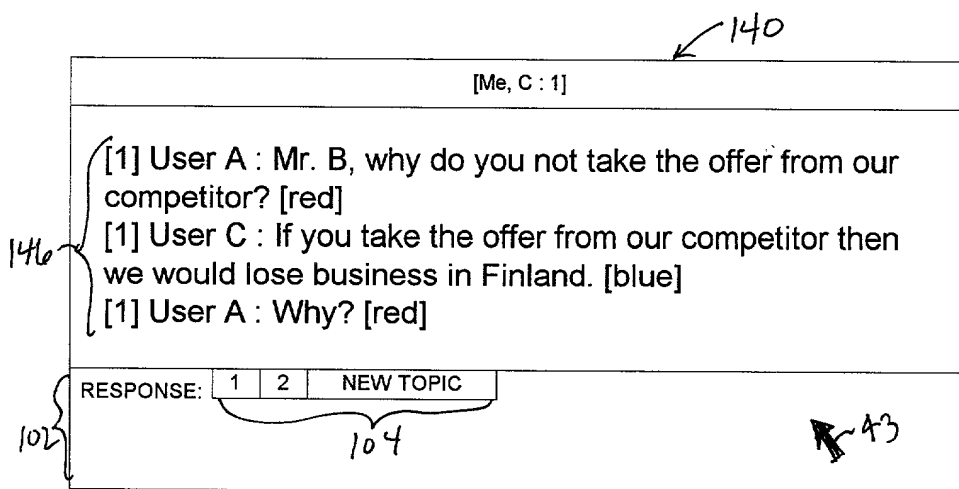 140
[Me, C : 1]
[1] User A : Mr. B, why do you not take the offer from our
competitor? [red]
[1] User C : If you take the offer from our competitor then
146
we would lose business in Finland. [blue]
[1] User A : Why? [red]
RESPONSE: 1 2 NEW TOPIC
102 104 43